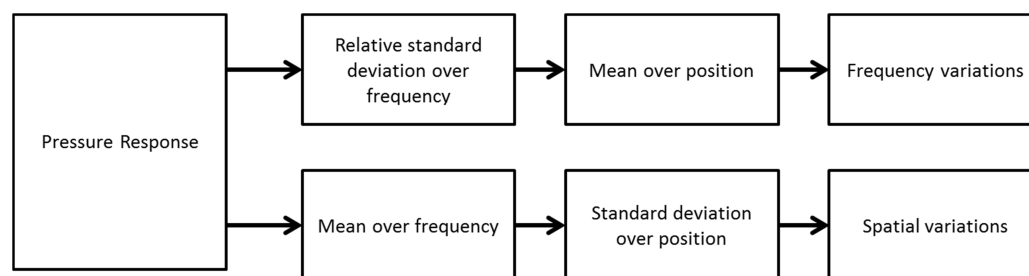 Pressure Response
Relative standard
deviation over
frequency
Mean over position
Frequency variations
Mean over frequency
Standard deviation
over position
Spatial variations